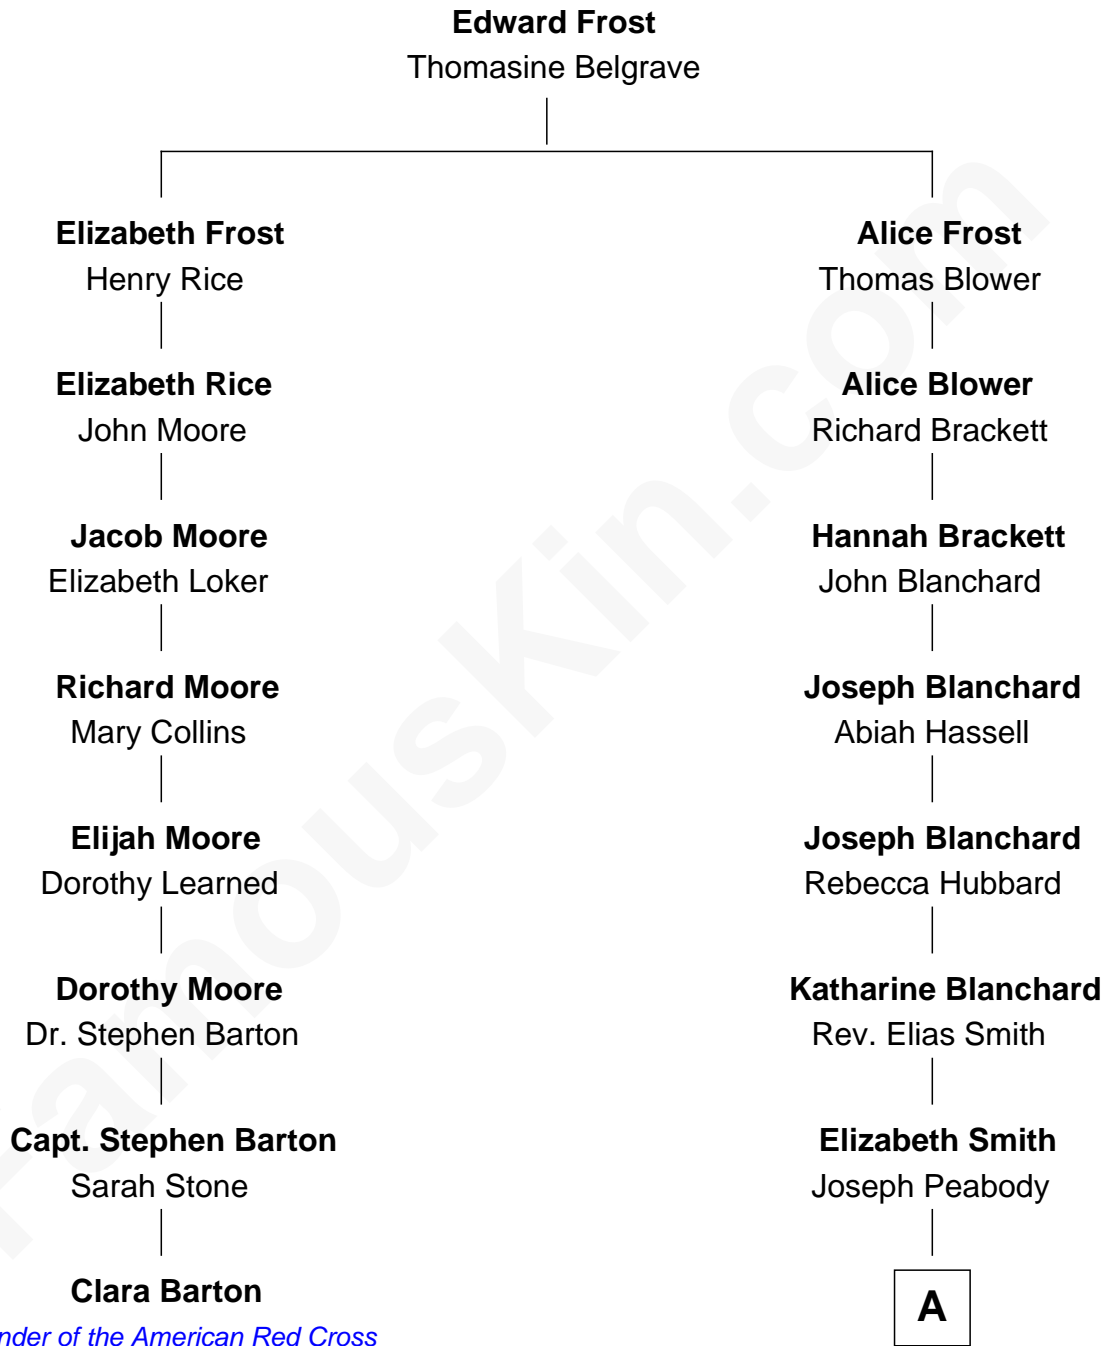 Edward Frost
Thomasine Belgrave
Elizabeth Frost
Henry Rice
Alice Frost
Thomas Blower
Elizabeth Rice
John Moore
Alice Blower
Richard Brackett
Jacob Moore
Elizabeth Loker
Hannah Brackett
John Blanchard
Richard Moore
Mary Collins
Joseph Blanchard
Abiah Hassell
Elijah Moore
Dorothy Learned
Joseph Blanchard
Rebecca Hubbard
Dorothy Moore
Dr. Stephen Barton
Katharine Blanchard
Rev. Elias Smith
Capt. Stephen Barton
Sarah Stone
Elizabeth Smith
Joseph Peabody
Clara Barton
nder of the American Red Cross
A
FamousKin.com